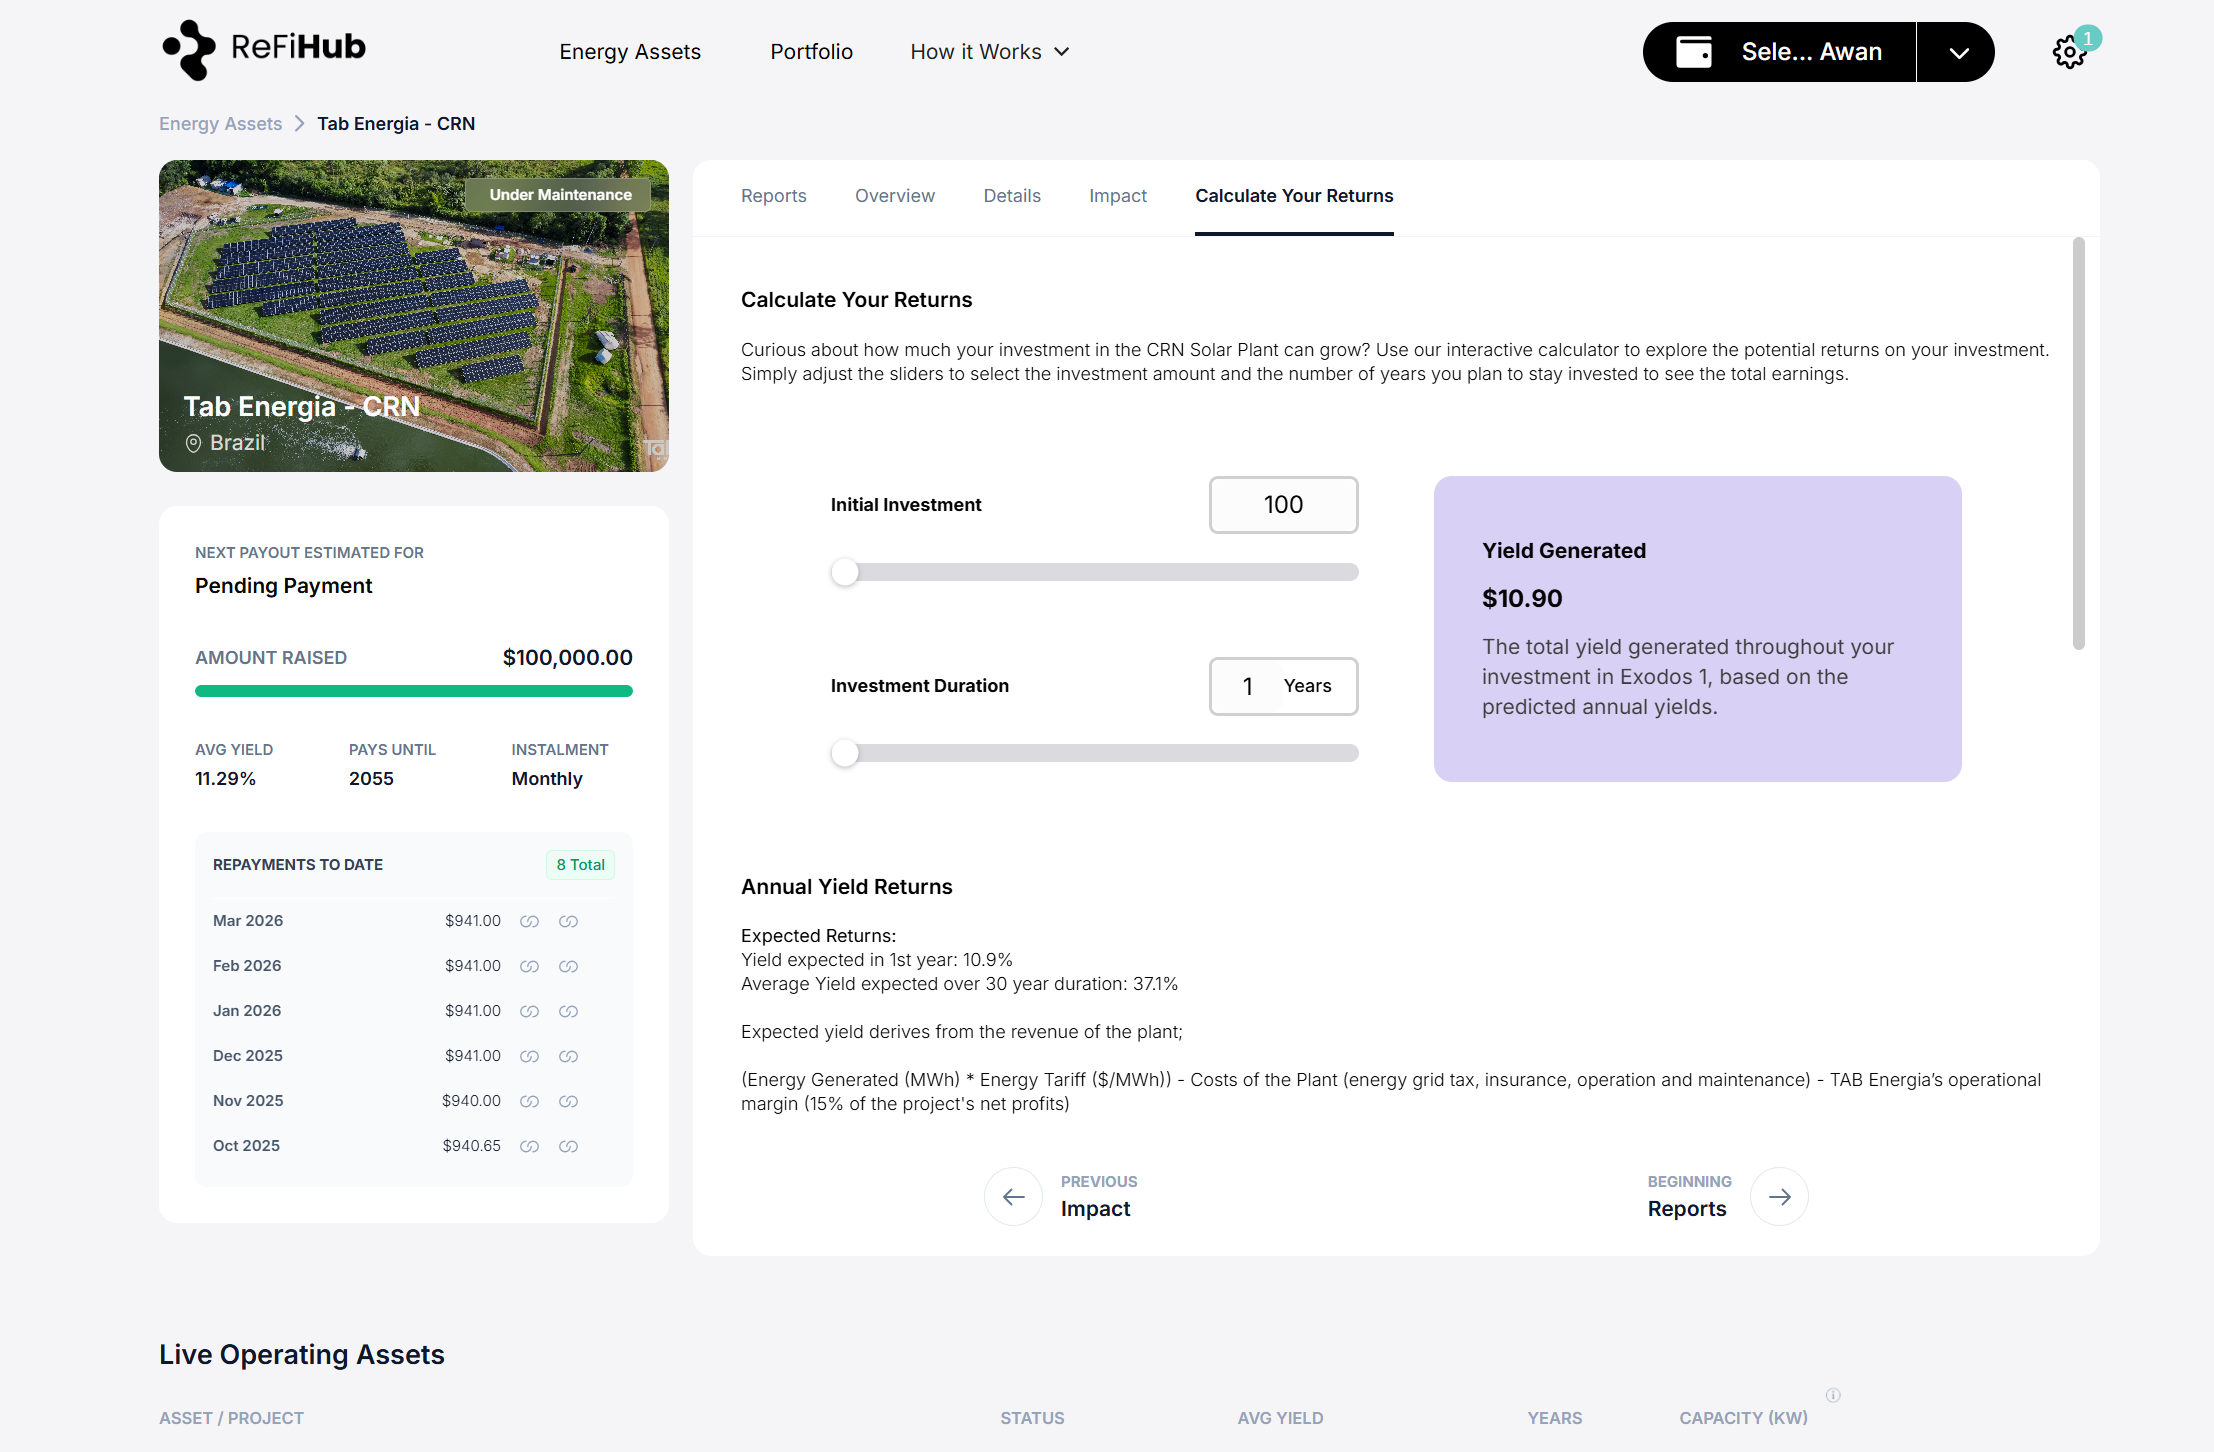 ReFiHub
Energy Assets
Portfolio
How it Works
Sele... Awan
1
Energy Assets
Tab Energia - CRN
Under Maintenance
Tab Energia - CRN
Brazil
NEXT PAYOUT ESTIMATED FOR
Pending Payment
AMOUNT RAISED
$100,000.00
AVG YIELD
PAYS UNTIL
INSTALMENT
11.29%
2055
Monthly
REPAYMENTS TO DATE
8 Total
Mar 2026
$941.00
Feb 2026
$941.00
Jan 2026
$941.00
Dec 2025
$941.00
Nov 2025
$940.00
Oct 2025
$940.65
Reports
Overview
Details
Impact
Calculate Your Returns
Calculate Your Returns
Curious about how much your investment in the CRN Solar Plant can grow? Use our interactive calculator to explore the potential returns on your investment.
Simply adjust the sliders to select the investment amount and the number of years you plan to stay invested to see the total earnings.
Initial Investment
100
Investment Duration
1 Years
Yield Generated
$10.90
The total yield generated throughout your
investment in Exodos 1, based on the
predicted annual yields.
Annual Yield Returns
Expected Returns:
Yield expected in 1st year: 10.9%
Average Yield expected over 30 year duration: 37.1%
Expected yield derives from the revenue of the plant;
(Energy Generated (MWh) * Energy Tariff ($/MWh)) - Costs of the Plant (energy grid tax, insurance, operation and maintenance) - TAB Energia’s operational
margin (15% of the project's net profits)
PREVIOUS
Impact
BEGINNING
Reports
Live Operating Assets
ASSET / PROJECT
STATUS
AVG YIELD
YEARS
CAPACITY (KW)